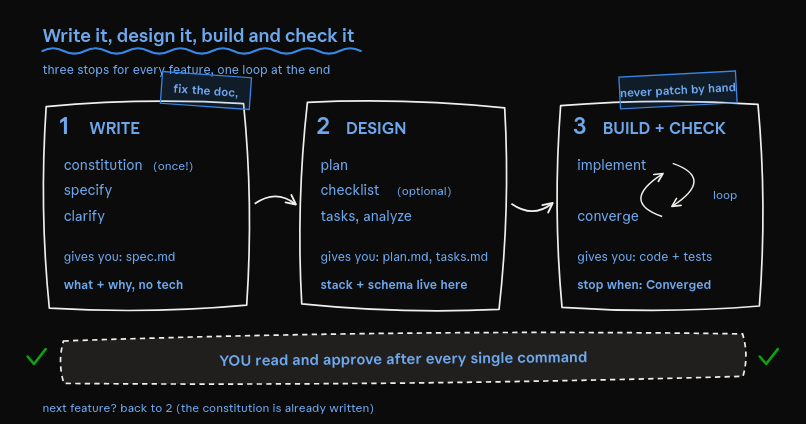 Write it, design it, build and check it
three stops for every feature, one loop at the end
fix the doc,
never patch by hand
1 WRITE
constitution (once!)
specify
clarify
gives you: spec.md
what + why, no tech
2 DESIGN
plan
checklist (optional)
tasks, analyze
gives you: plan.md, tasks.md
stack + schema live here
3 BUILD + CHECK
implement
loop
converge
gives you: code + tests
stop when: Converged
YOU read and approve after every single command
next feature? back to 2 (the constitution is already written)